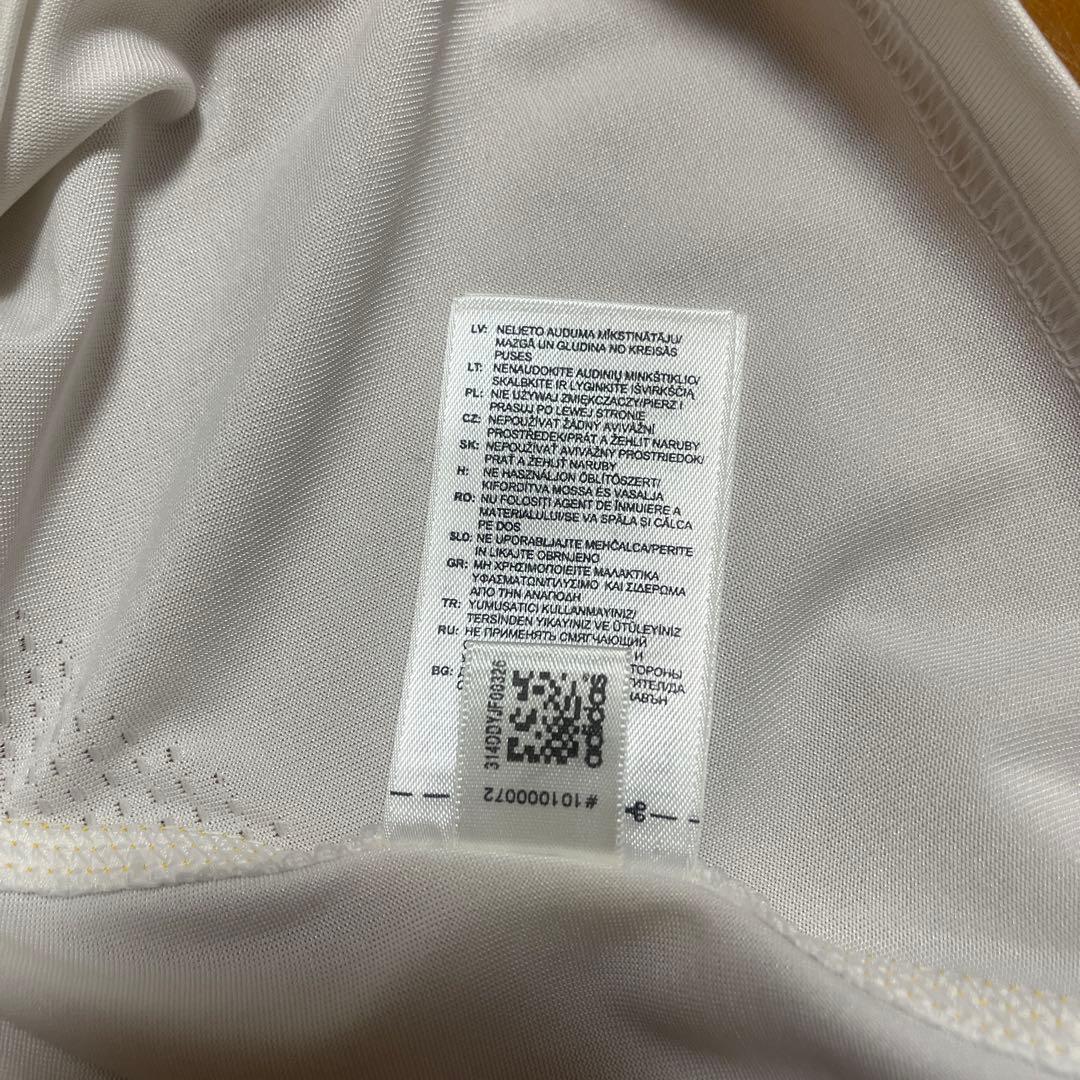 LV: NELIETO AUDUMA MĪKSTINĀTĀJU/
MAZGĀ UN GLUDINA NO KREISĀS
PUSES
LT: NENAUDOKITE AUDINIŲ MINKŠTIKLIO/
SKALBKITE IR LYGINKITE IŠVIRKŠČIĄ
PL: NIE UŻYWAJ ZMIĘKCZACZY/PIERZ I
PRASUJ PO LEWEJ STRONIE
CZ: NEPOUŽÍVAT ŽÁDNÝ AVIVÁŽNÍ
PROSTŘEDEK/PRÁT A ŽEHLIT NARUBY
SK: NEPOUŽÍVAŤ AVIVÁŽNY PROSTRIEDOK/
PRAŤ A ŽEHLIŤ NARUBY
H: NE HASZNÁLJON ÖBLÍTŐSZERT/
KIFORDÍTVA MOSSA ÉS VASALJA
RO: NU FOLOSIȚI AGENT DE ÎNMUIERE A
MATERIALULUI/SE VA SPĂLA ȘI CĂLCA
PE DOS
SLO: NE UPORABLJAJTE MEHČALCA/PERITE
IN LIKAJTE OBRNJENO
GR: ΜΗ ΧΡΗΣΙΜΟΠΟΙΕΙΤΕ ΜΑΛΑΚΤΙΚΑ
ΥΦΑΣΜΑΤΩΝ/ΠΛΥΣΙΜΟ ΚΑΙ ΣΙΔΕΡΩΜΑ
ΑΠΟ ΤΗΝ ΑΝΑΠΟΔΗ
TR: YUMUŞATICI KULLANMAYINIZ/
TERSİNDEN YIKAYINIZ VE ÜTÜLEYİNİZ
RU: НЕ ПРИМЕНЯТЬ СМЯГЧАЮЩИЙ
И
ТОРОНЫ
BG:
314DDYJF00326
adidas
#101000072